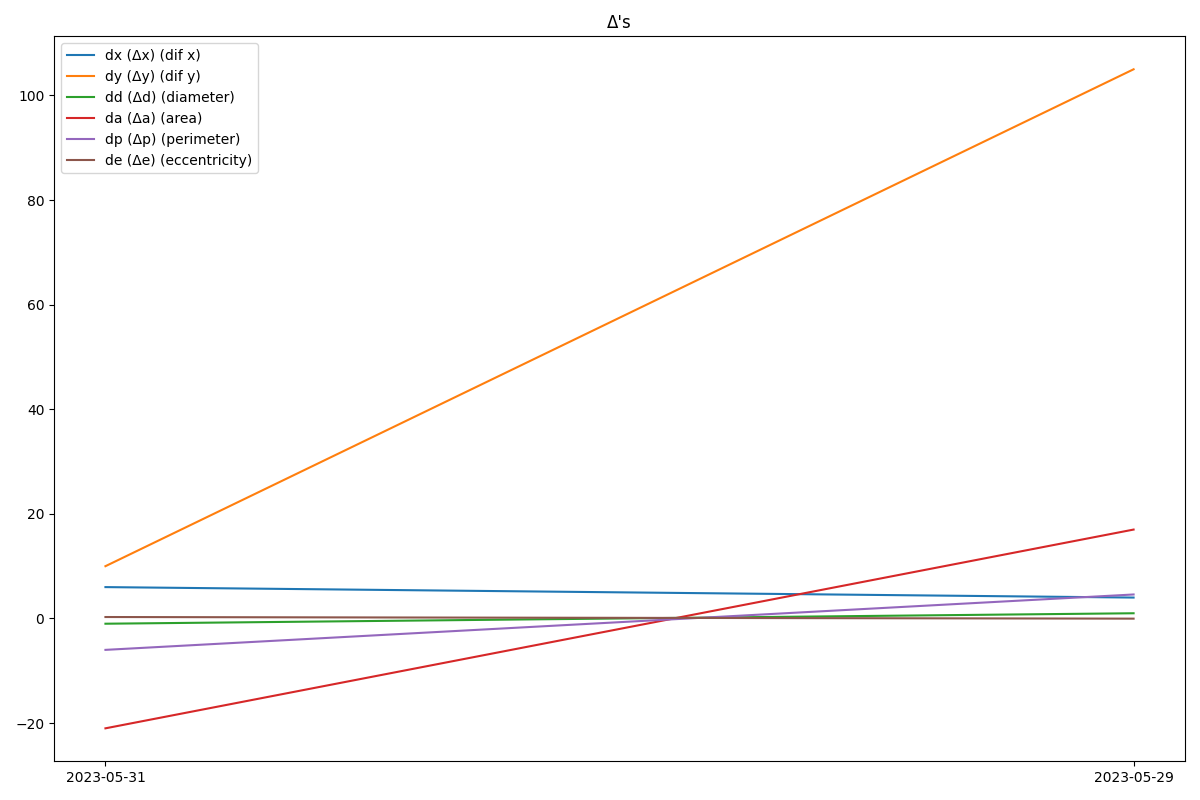 Δ's
dx (Δx) (dif x)
dy (Δy) (dif y)
dd (Δd) (diameter)
da (Δa) (area)
dp (Δp) (perimeter)
de (Δe) (eccentricity)
100
80
60
40
20
0
−20
2023-05-31 2023-05-29